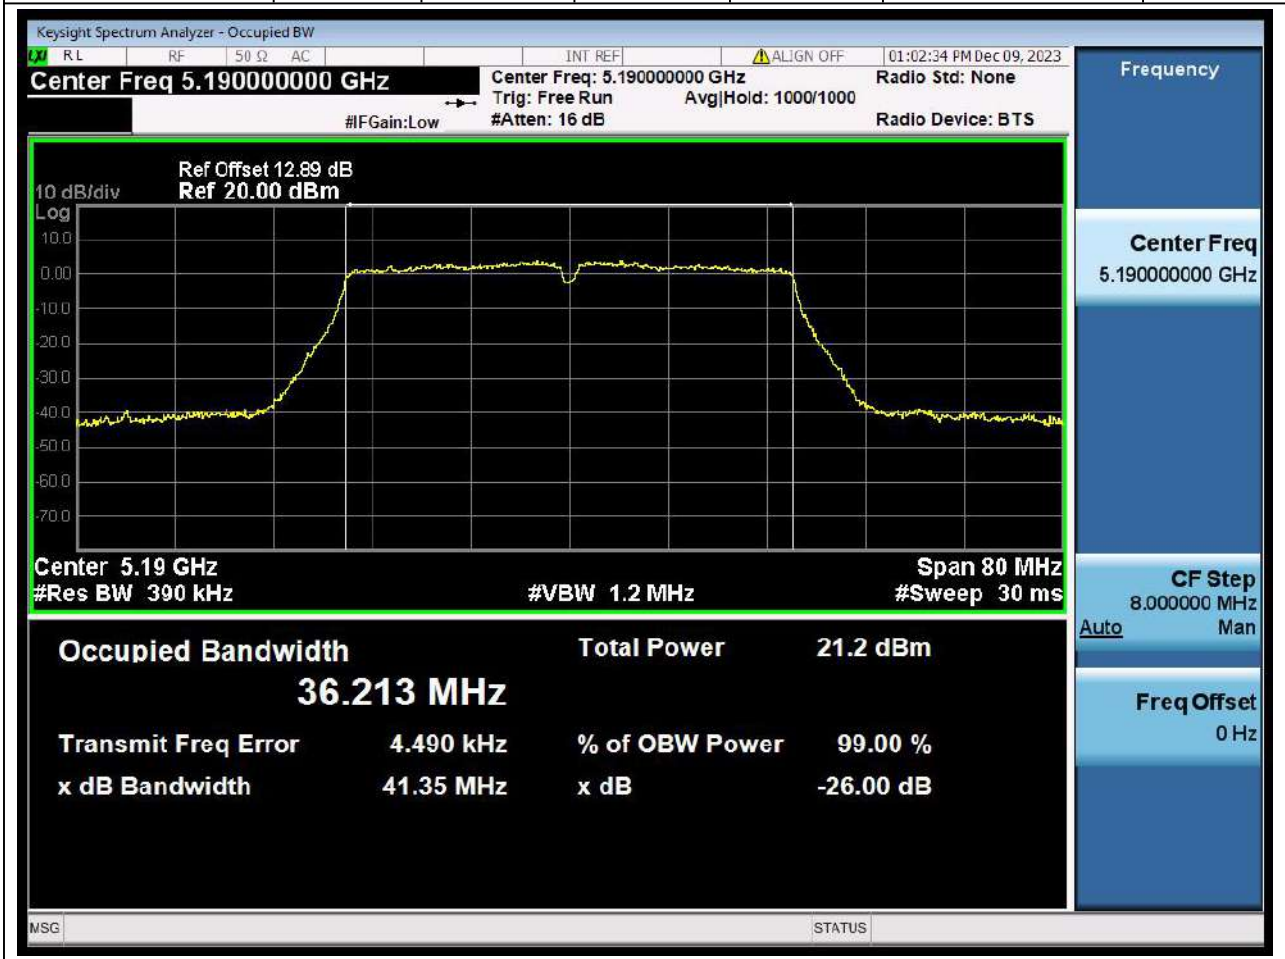 Keysight Spectrum Analyzer - Occupied BW
LXI RL RF 50 Ω AC INT REF ALIGN OFF 01:02:34 PM Dec 09, 2023
Center Freq 5.190000000 GHz
Center Freq: 5.190000000 GHz
Radio Std: None
Trig: Free Run Avg|Hold: 1000/1000
#IFGain:Low
#Atten: 16 dB
Radio Device: BTS
Ref Offset 12.89 dB
10 dB/div Ref 20.00 dBm
Log
10.0
0.00
-10.0
-20.0
-30.0
-40.0
-50.0
-60.0
-70.0
Center 5.19 GHz Span 80 MHz
#Res BW 390 kHz #VBW 1.2 MHz #Sweep 30 ms
Occupied Bandwidth Total Power 21.2 dBm
36.213 MHz
Transmit Freq Error 4.490 kHz % of OBW Power 99.00 %
x dB Bandwidth 41.35 MHz x dB -26.00 dB
MSG STATUS
Frequency
Center Freq
5.190000000 GHz
CF Step
8.000000 MHz
Auto Man
Freq Offset
0 Hz